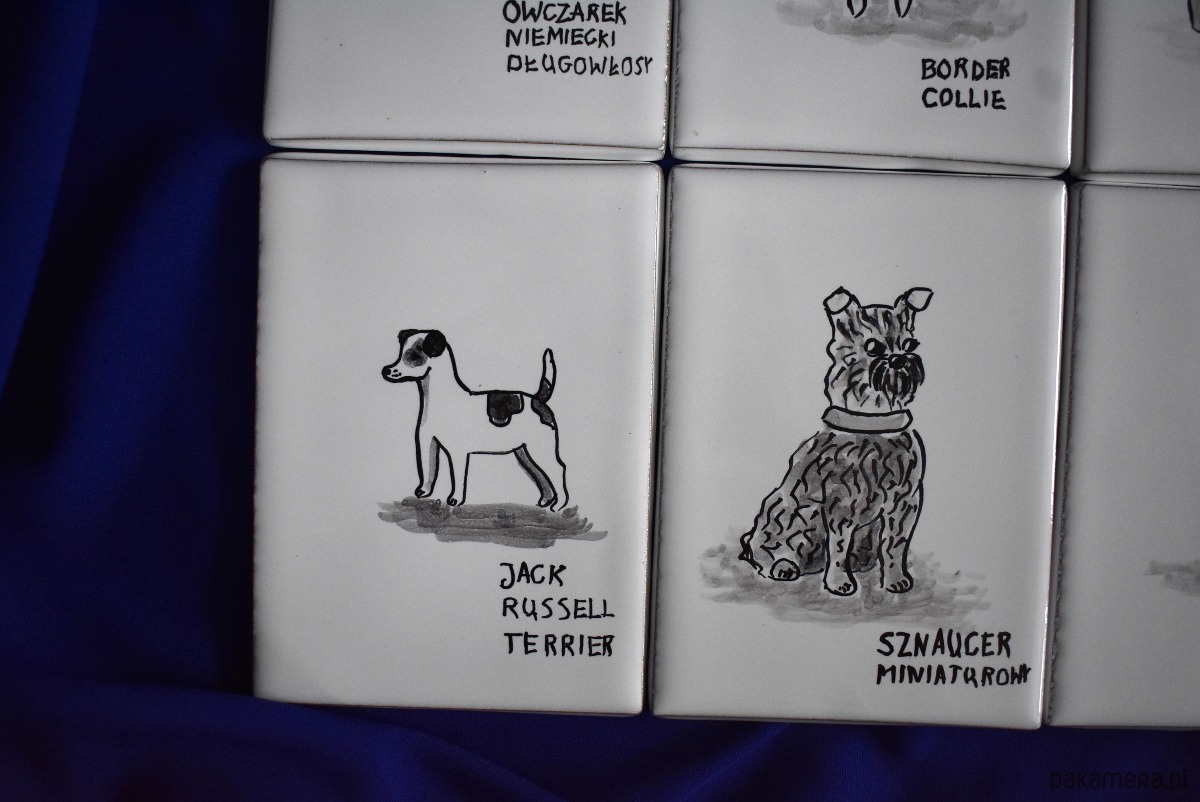 OWCZAREK
NIEMIECKI
DŁUGOWŁOSY
BORDER
COLLIE
JACK
RUSSELL
TERRIER
SZNAUCER
MINIATUROWY
pakamera.pl